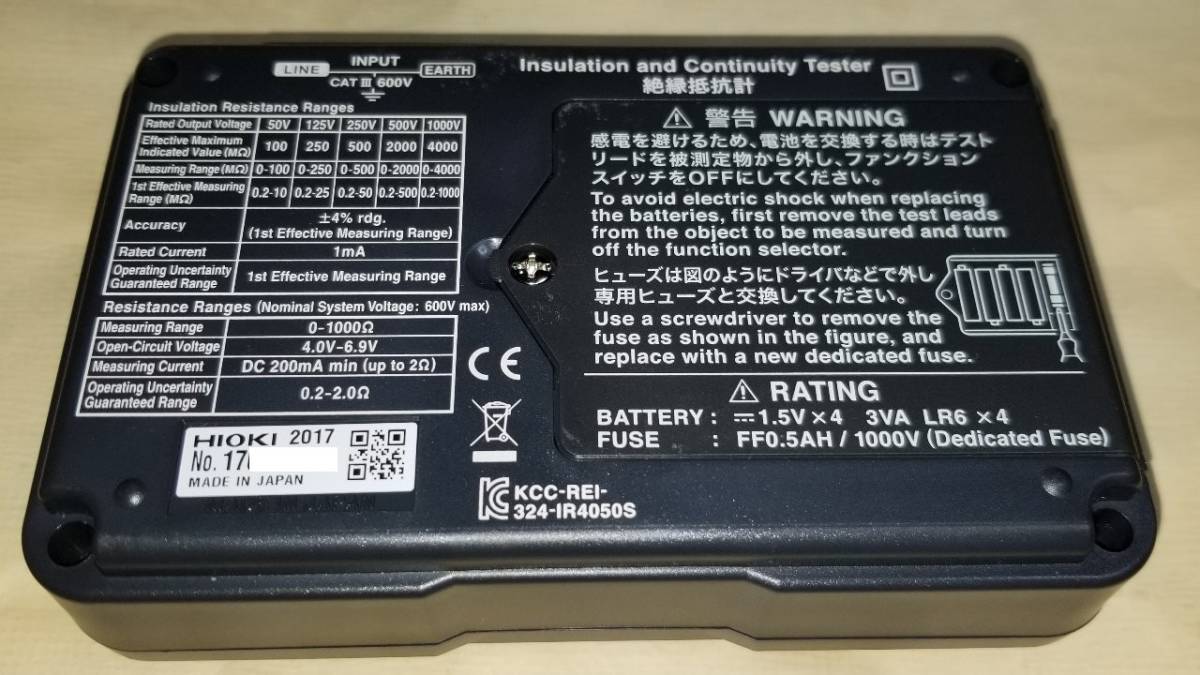 INPUT
LINE EARTH
CAT III 600V
Insulation and Continuity Tester
絶縁抵抗計
Insulation Resistance Ranges
Rated Output Voltage 50V 125V 250V 500V 1000V
Effective Maximum
Indicated Value (MΩ) 100 250 500 2000 4000
Measuring Range (MΩ) 0-100 0-250 0-500 0-2000 0-4000
1st Effective Measuring
Range (MΩ) 0.2-10 0.2-25 0.2-50 0.2-500 0.2-1000
Accuracy ±4% rdg.
(1st Effective Measuring Range)
Rated Current 1mA
Operating Uncertainty
Guaranteed Range 1st Effective Measuring Range
Resistance Ranges (Nominal System Voltage: 600V max)
Measuring Range 0-1000Ω
Open-Circuit Voltage 4.0V-6.9V
Measuring Current DC 200mA min (up to 2Ω)
Operating Uncertainty
Guaranteed Range 0.2-2.0Ω
HIOKI 2017
No. 17
MADE IN JAPAN
CE
KCC-REI-
324-IR4050S
警告 WARNING
感電を避けるため、電池を交換する時はテスト
リードを被測定物から外し、ファンクション
スイッチをOFFにしてください。
To avoid electric shock when replacing
the batteries, first remove the test leads
from the object to be measured and turn
off the function selector.
ヒューズは図のようにドライバなどで外し
専用ヒューズと交換してください。
Use a screwdriver to remove the
fuse as shown in the figure, and
replace with a new dedicated fuse.
RATING
BATTERY : ⎓1.5V×4 3VA LR6 ×4
FUSE : FF0.5AH / 1000V (Dedicated Fuse)